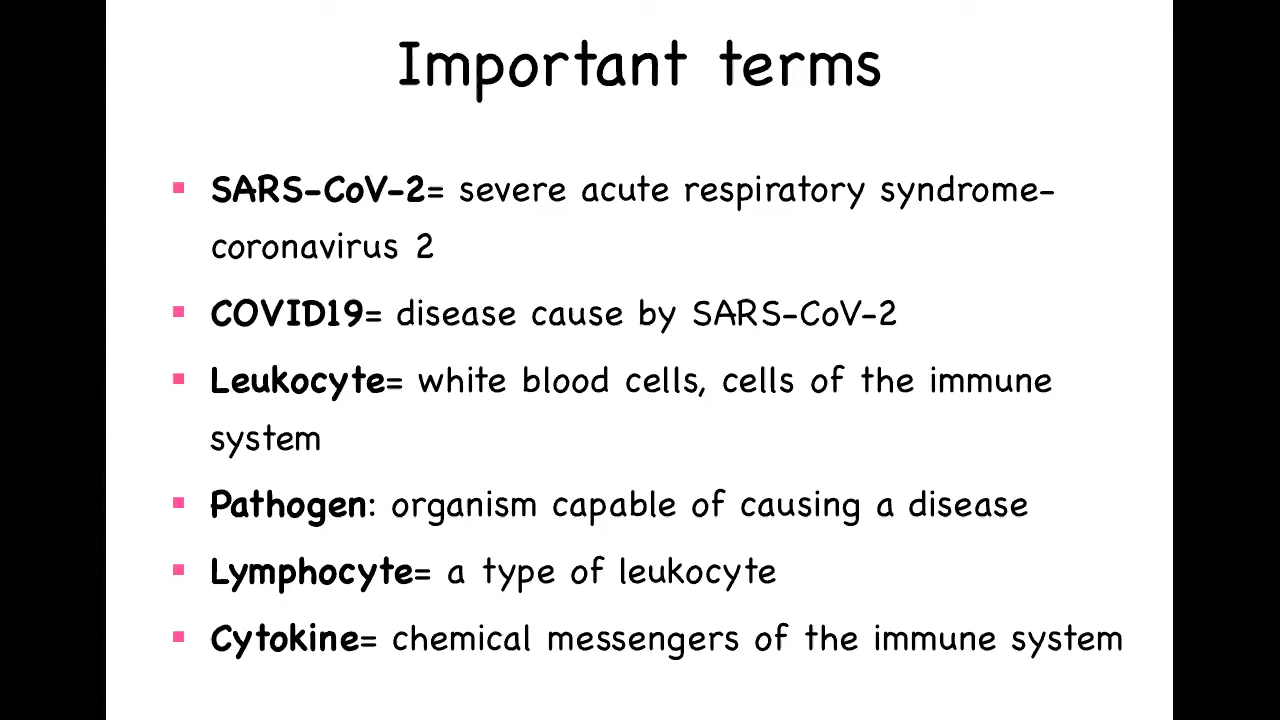 Important terms
▪ SARS-CoV-2= severe acute respiratory syndrome-
coronavirus 2
▪ COVID19= disease cause by SARS-CoV-2
▪ Leukocyte= white blood cells, cells of the immune
system
▪ Pathogen: organism capable of causing a disease
▪ Lymphocyte= a type of leukocyte
▪ Cytokine= chemical messengers of the immune system